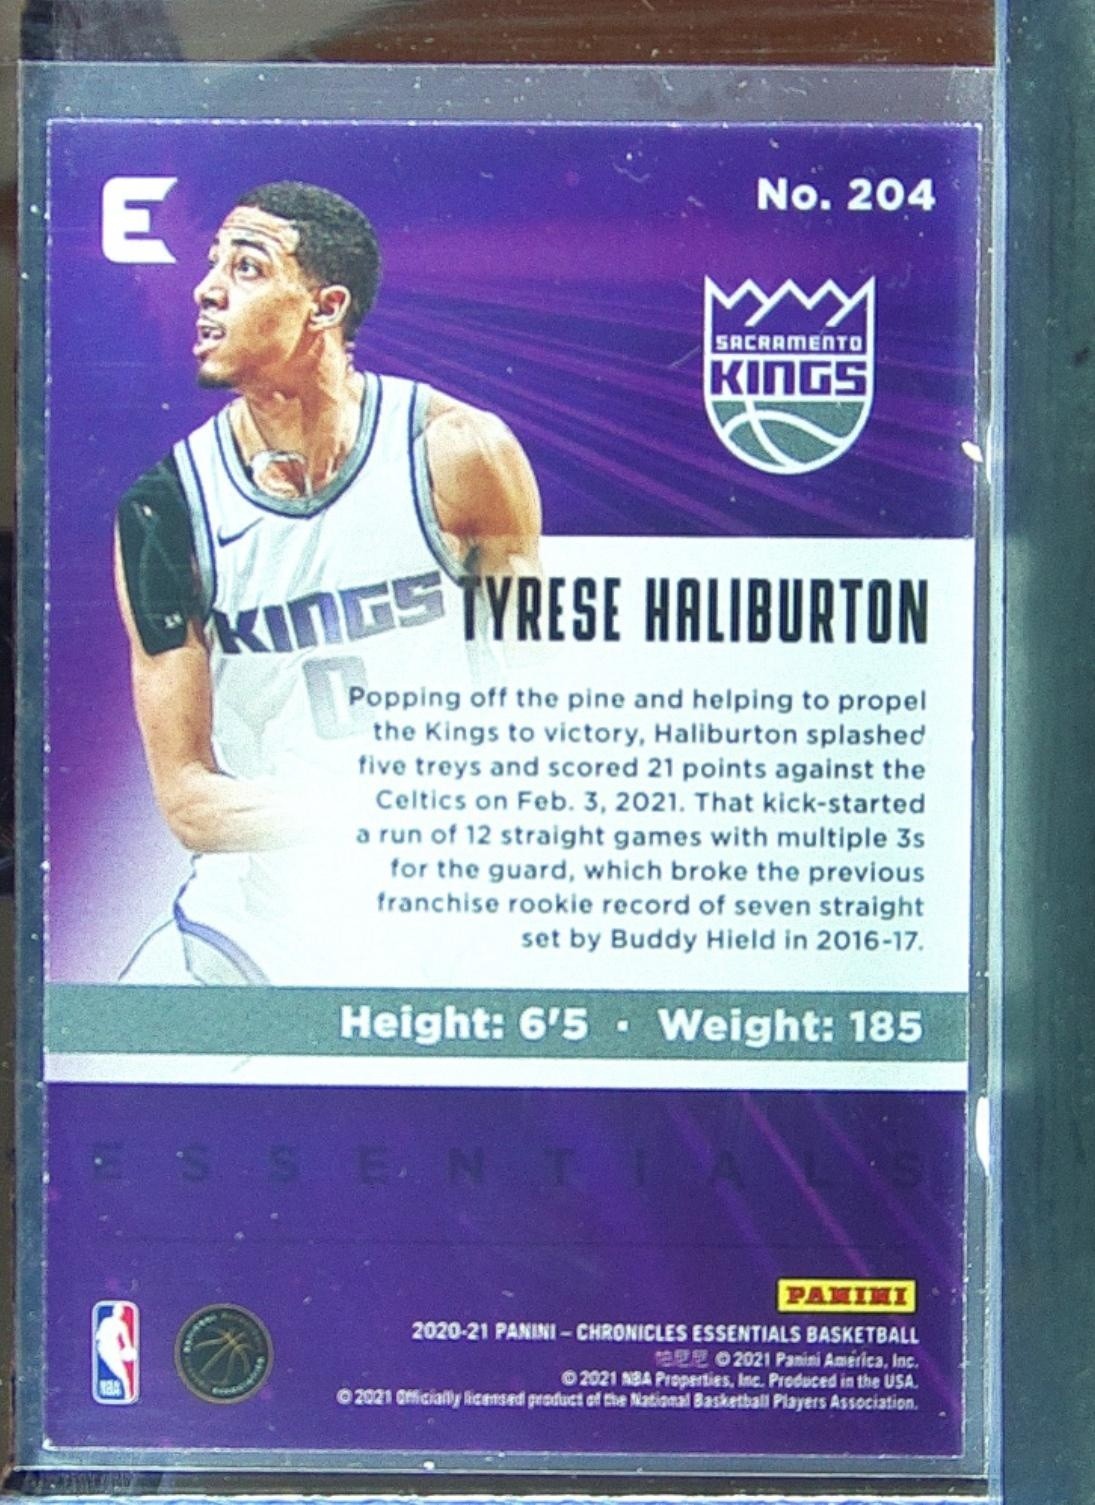 E
No. 204
SACRAMENTO
KINGS
KINGS
0
TYRESE HALIBURTON
Popping off the pine and helping to propel
the Kings to victory, Haliburton splashed
five treys and scored 21 points against the
Celtics on Feb. 3, 2021. That kick-started
a run of 12 straight games with multiple 3s
for the guard, which broke the previous
franchise rookie record of seven straight
set by Buddy Hield in 2016-17.
Height: 6'5 · Weight: 185
ESSENTIALS
PANINI
2020-21 PANINI – CHRONICLES ESSENTIALS BASKETBALL
© 2021 Panini America, Inc.
© 2021 NBA Properties, Inc. Produced in the USA.
© 2021 Officially licensed product of the National Basketball Players Association.
NBA